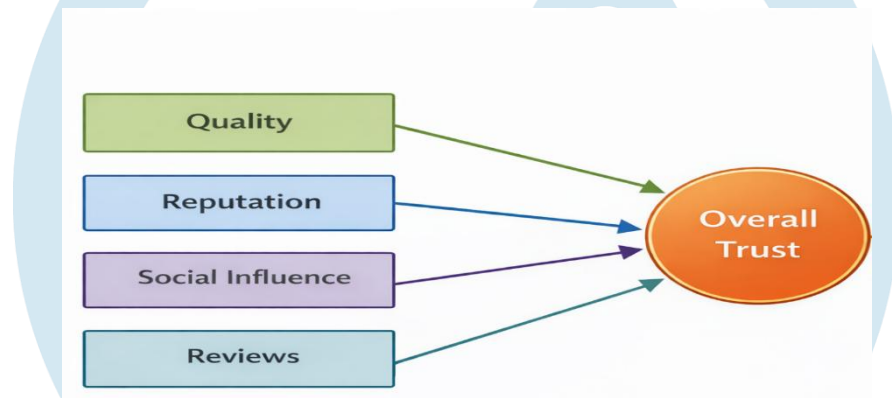 Quality
Reputation
Social Influence
Reviews
Overall
Trust